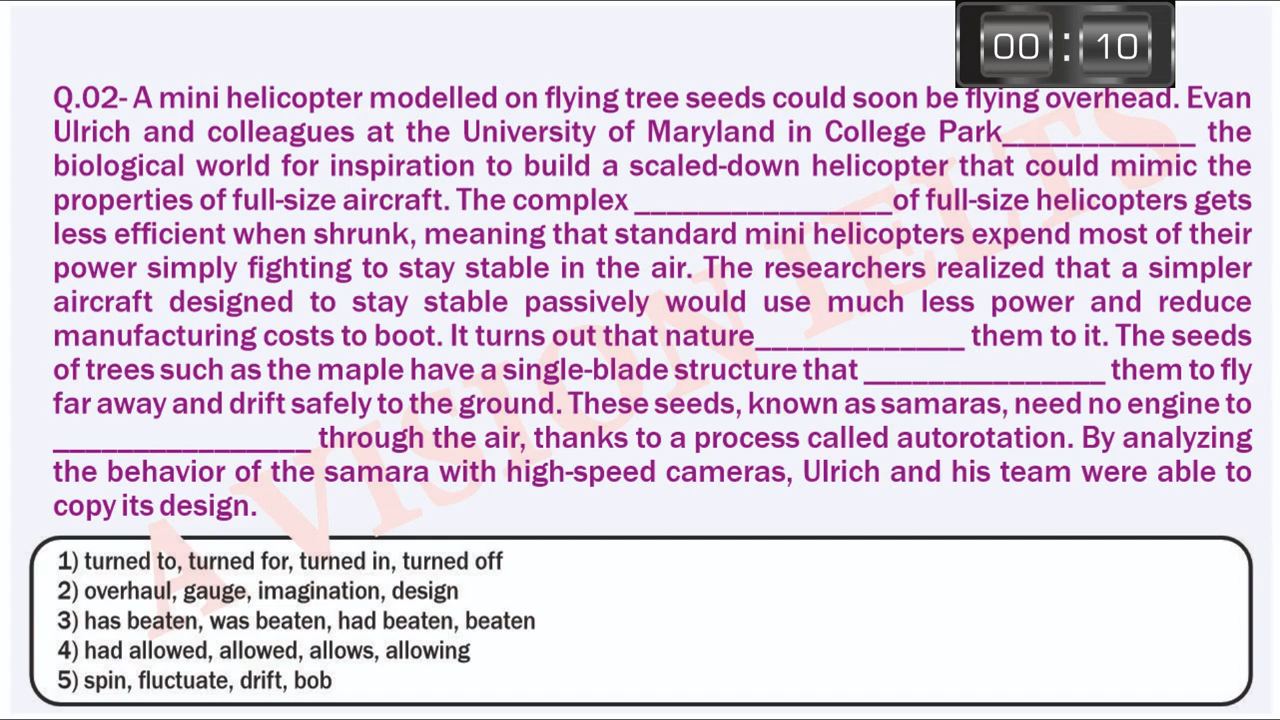 00 : 10
Q.02- A mini helicopter modelled on flying tree seeds could soon be flying overhead. Evan
Ulrich and colleagues at the University of Maryland in College Park____________ the
biological world for inspiration to build a scaled-down helicopter that could mimic the
properties of full-size aircraft. The complex ________________of full-size helicopters gets
less efficient when shrunk, meaning that standard mini helicopters expend most of their
power simply fighting to stay stable in the air. The researchers realized that a simpler
aircraft designed to stay stable passively would use much less power and reduce
manufacturing costs to boot. It turns out that nature_____________ them to it. The seeds
of trees such as the maple have a single-blade structure that _______________ them to fly
far away and drift safely to the ground. These seeds, known as samaras, need no engine to
________________ through the air, thanks to a process called autorotation. By analyzing
the behavior of the samara with high-speed cameras, Ulrich and his team were able to
copy its design.
A VISION IELTS
1) turned to, turned for, turned in, turned off
2) overhaul, gauge, imagination, design
3) has beaten, was beaten, had beaten, beaten
4) had allowed, allowed, allows, allowing
5) spin, fluctuate, drift, bob